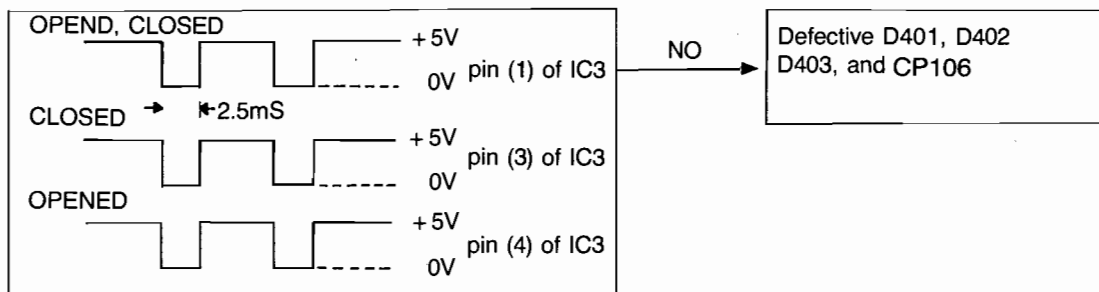 OPEND, CLOSED
+5V
0V
pin (1) of IC3
2.5mS
CLOSED
+5V
0V
pin (3) of IC3
OPENED
+5V
0V
pin (4) of IC3
NO
Defective D401, D402
D403, and CP106